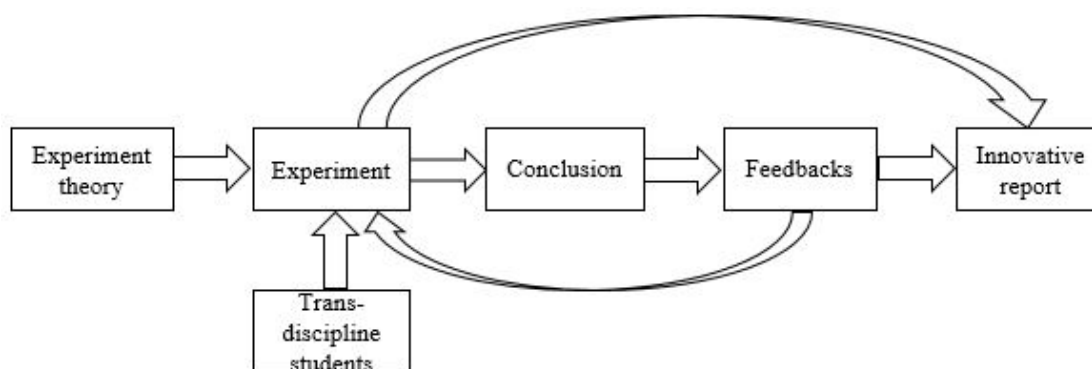 Experiment
theory
Experiment
Conclusion
Feedbacks
Innovative
report
Trans-
discipline
students